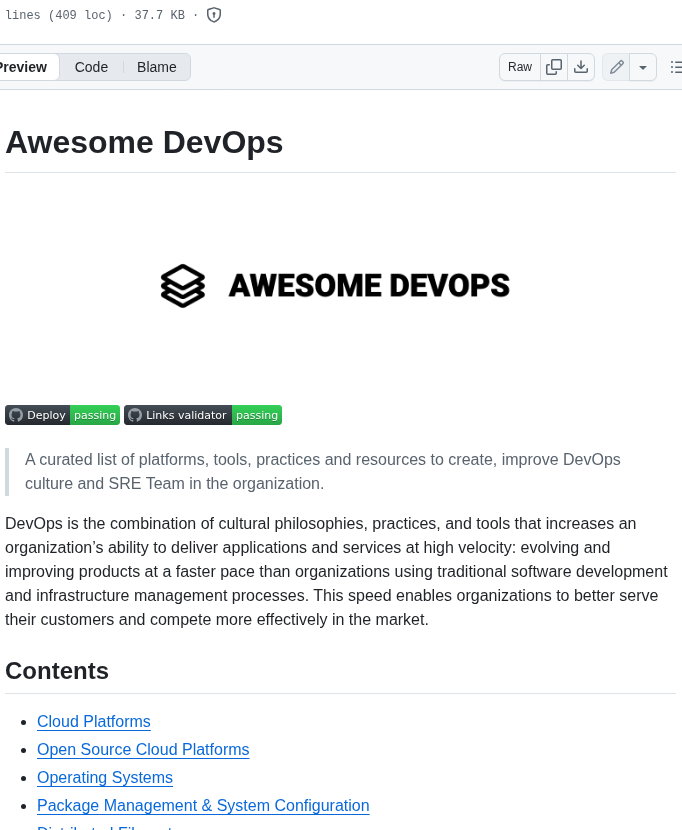 lines (409 loc) · 37.7 KB ·
Preview Code Blame Raw
Awesome DevOps
AWESOME DEVOPS
Deploy passing Links validator passing
A curated list of platforms, tools, practices and resources to create, improve DevOps
culture and SRE Team in the organization.
DevOps is the combination of cultural philosophies, practices, and tools that increases an
organization’s ability to deliver applications and services at high velocity: evolving and
improving products at a faster pace than organizations using traditional software development
and infrastructure management processes. This speed enables organizations to better serve
their customers and compete more effectively in the market.
Contents
Cloud Platforms
Open Source Cloud Platforms
Operating Systems
Package Management & System Configuration